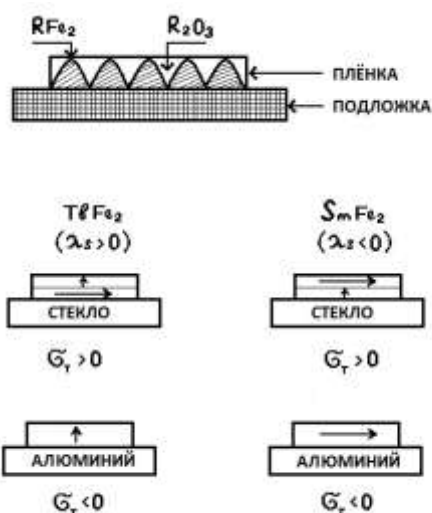 RFe₂ R₂O₃
ПЛЁНКА
ПОДЛОЖКА
TbFe₂ SmFe₂
(λs>0) (λs<0)
СТЕКЛО СТЕКЛО
σт>0 σт>0
АЛЮМИНИЙ АЛЮМИНИЙ
σт<0 σт<0